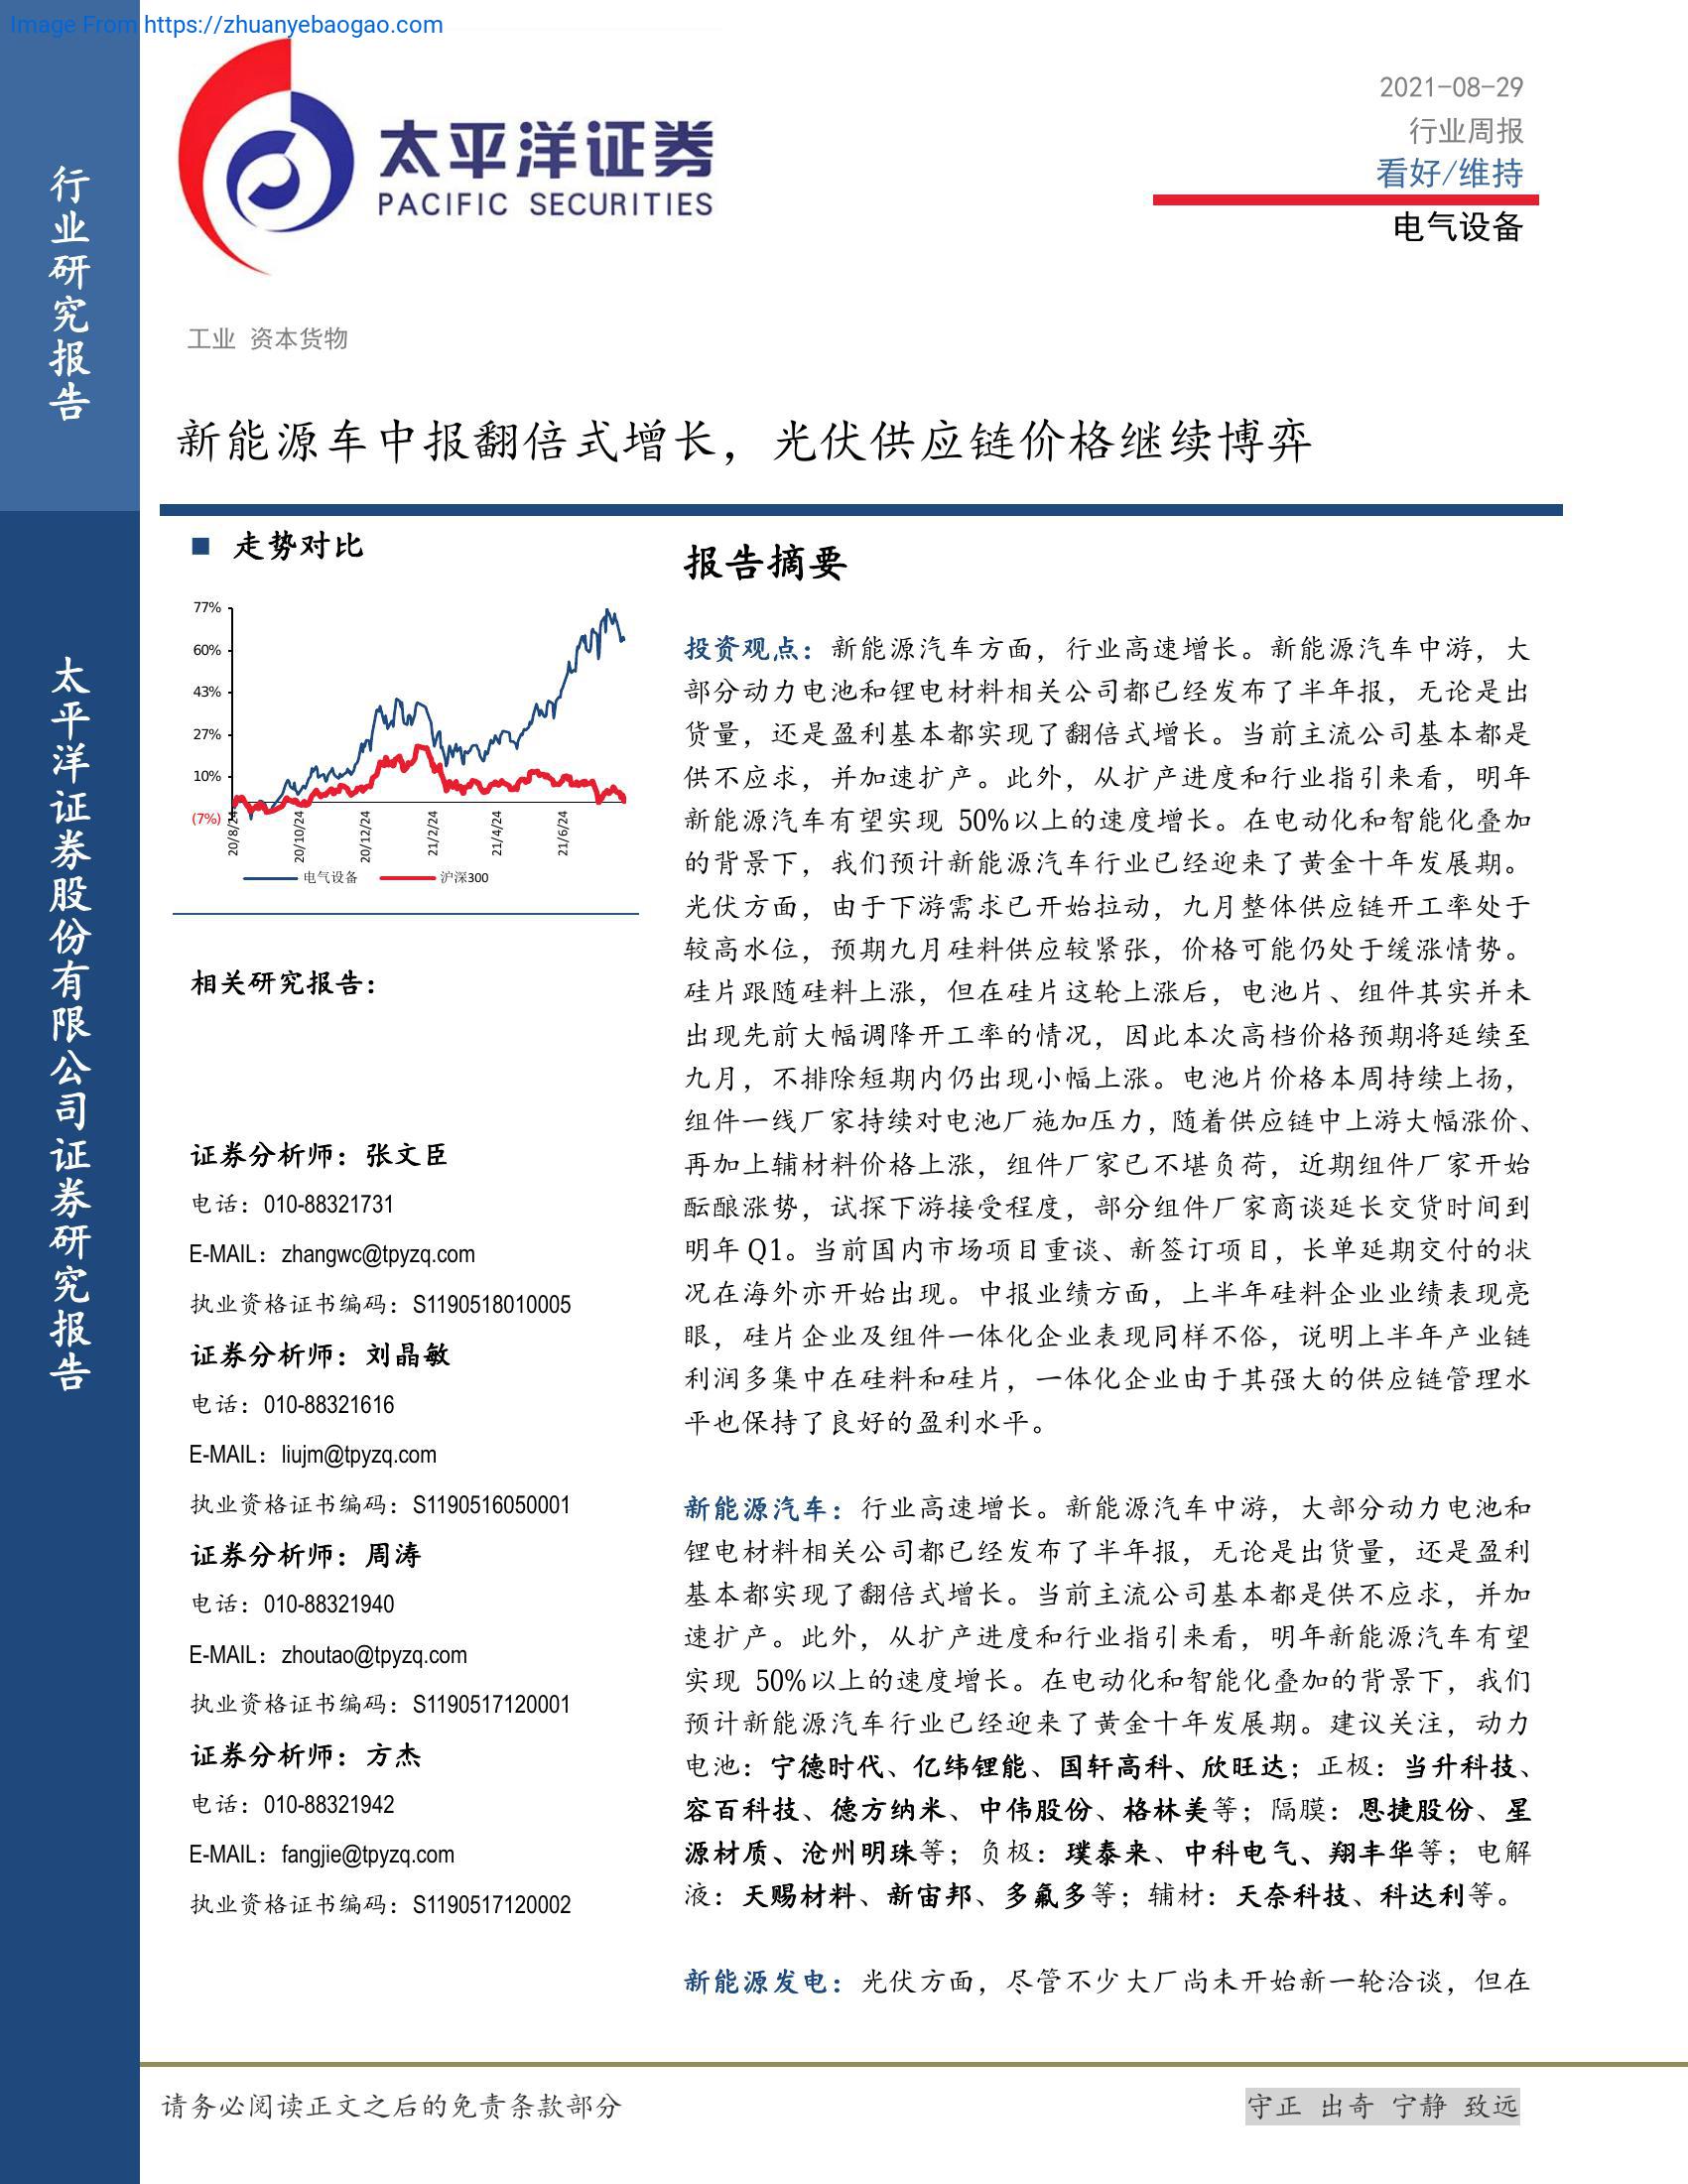 Image From https://zhuanyebaogao.com
行业研究报告
太平洋证券股份有限公司证券研究报告
太平洋证券
PACIFIC SECURITIES
2021-08-29
行业周报
看好/维持
电气设备
工业 资本货物
新能源车中报翻倍式增长，光伏供应链价格继续博弈
■ 走势对比
77%
60%
43%
27%
10%
(7%)
20/8/24
20/10/24
20/12/24
21/2/24
21/4/24
21/6/24
电气设备 沪深300
相关研究报告：
证券分析师：张文臣
电话：010-88321731
E-MAIL：zhangwc@tpyzq.com
执业资格证书编码：S1190518010005
证券分析师：刘晶敏
电话：010-88321616
E-MAIL：liujm@tpyzq.com
执业资格证书编码：S1190516050001
证券分析师：周涛
电话：010-88321940
E-MAIL：zhoutao@tpyzq.com
执业资格证书编码：S1190517120001
证券分析师：方杰
电话：010-88321942
E-MAIL：fangjie@tpyzq.com
执业资格证书编码：S1190517120002
报告摘要
投资观点：新能源汽车方面，行业高速增长。新能源汽车中游，大
部分动力电池和锂电材料相关公司都已经发布了半年报，无论是出
货量，还是盈利基本都实现了翻倍式增长。当前主流公司基本都是
供不应求，并加速扩产。此外，从扩产进度和行业指引来看，明年
新能源汽车有望实现 50%以上的速度增长。在电动化和智能化叠加
的背景下，我们预计新能源汽车行业已经迎来了黄金十年发展期。
光伏方面，由于下游需求已开始拉动，九月整体供应链开工率处于
较高水位，预期九月硅料供应较紧张，价格可能仍处于缓涨情势。
硅片跟随硅料上涨，但在硅片这轮上涨后，电池片、组件其实并未
出现先前大幅调降开工率的情况，因此本次高档价格预期将延续至
九月，不排除短期内仍出现小幅上涨。电池片价格本周持续上扬，
组件一线厂家持续对电池厂施加压力，随着供应链中上游大幅涨价、
再加上辅材料价格上涨，组件厂家已不堪负荷，近期组件厂家开始
酝酿涨势，试探下游接受程度，部分组件厂家商谈延长交货时间到
明年 Q1。当前国内市场项目重谈、新签订项目，长单延期交付的状
况在海外亦开始出现。中报业绩方面，上半年硅料企业业绩表现亮
眼，硅片企业及组件一体化企业表现同样不俗，说明上半年产业链
利润多集中在硅料和硅片，一体化企业由于其强大的供应链管理水
平也保持了良好的盈利水平。
新能源汽车：行业高速增长。新能源汽车中游，大部分动力电池和
锂电材料相关公司都已经发布了半年报，无论是出货量，还是盈利
基本都实现了翻倍式增长。当前主流公司基本都是供不应求，并加
速扩产。此外，从扩产进度和行业指引来看，明年新能源汽车有望
实现 50%以上的速度增长。在电动化和智能化叠加的背景下，我们
预计新能源汽车行业已经迎来了黄金十年发展期。建议关注，动力
电池：宁德时代、亿纬锂能、国轩高科、欣旺达；正极：当升科技、
容百科技、德方纳米、中伟股份、格林美等；隔膜：恩捷股份、星
源材质、沧州明珠等；负极：璞泰来、中科电气、翔丰华等；电解
液：天赐材料、新宙邦、多氟多等；辅材：天奈科技、科达利等。
新能源发电：光伏方面，尽管不少大厂尚未开始新一轮洽谈，但在
请务必阅读正文之后的免责条款部分
守正 出奇 宁静 致远